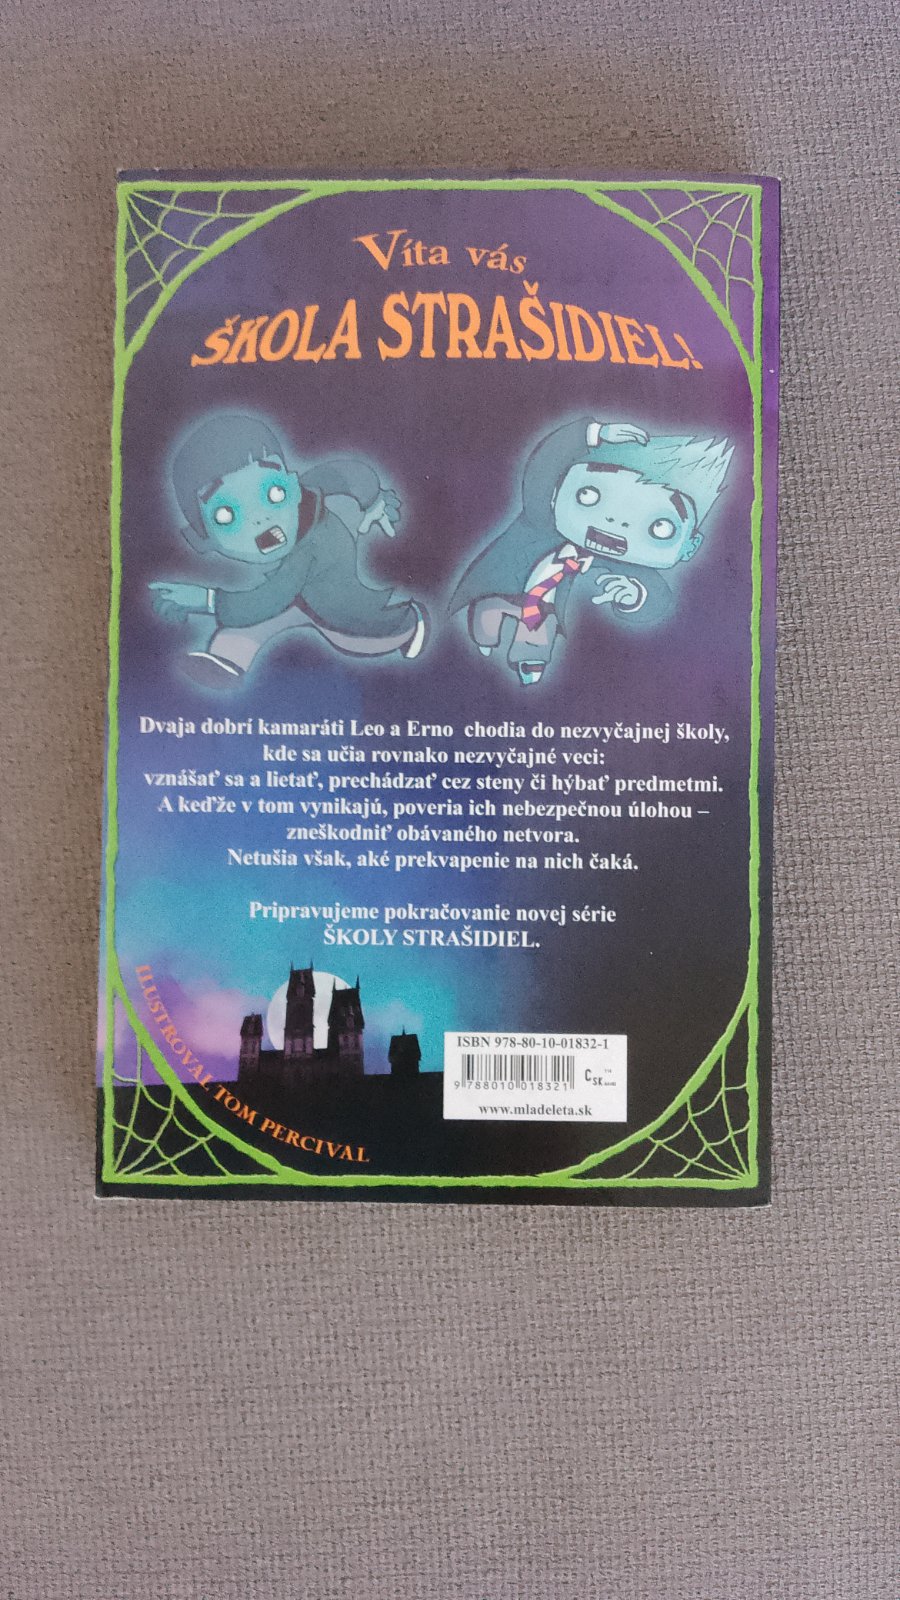 Víta vás
ŠKOLA STRAŠIDIEL!
Dvaja dobrí kamaráti Leo a Erno chodia do nezvyčajnej školy,
kde sa učia rovnako nezvyčajné veci:
vznášať sa a lietať, prechádzať cez steny či hýbať predmetmi.
A keďže v tom vynikajú, poveria ich nebezpečnou úlohou –
zneškodniť obávaného netvora.
Netušia však, aké prekvapenie na nich čaká.
Pripravujeme pokračovanie novej série
ŠKOLY STRAŠIDIEL.
ILUSTROVAL TOM PERCIVAL
ISBN 978-80-10-01832-1
9 788010 018321
CSK
www.mladeleta.sk